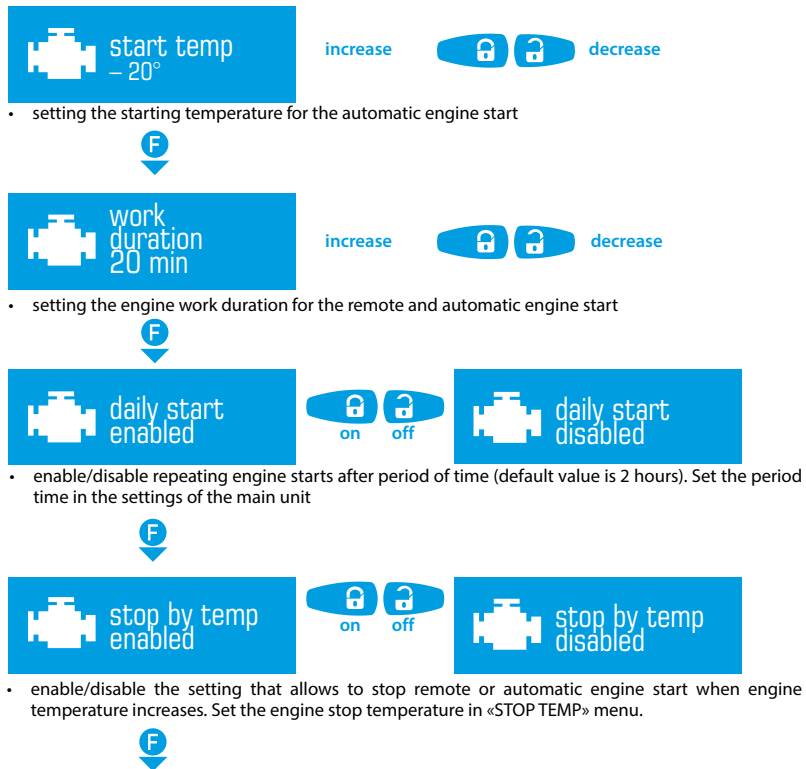 start temp
– 20°
increase
decrease
• setting the starting temperature for the automatic engine start
F
work
duration
20 min
increase
decrease
• setting the engine work duration for the remote and automatic engine start
F
daily start
enabled
on off
daily start
disabled
• enable/disable repeating engine starts after period of time (default value is 2 hours). Set the period
time in the settings of the main unit
F
stop by temp
enabled
on off
stop by temp
disabled
• enable/disable the setting that allows to stop remote or automatic engine start when engine
temperature increases. Set the engine stop temperature in «STOP TEMP» menu.
F